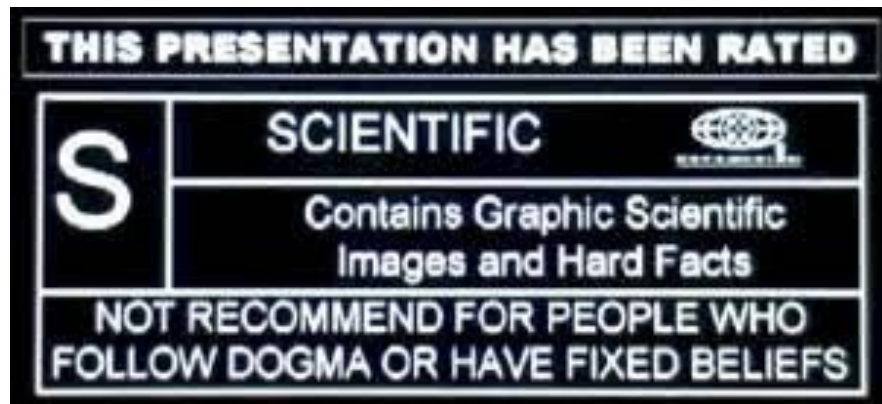 THIS PRESENTATION HAS BEEN RATED
S
SCIENTIFIC
Contains Graphic Scientific
Images and Hard Facts
NOT RECOMMEND FOR PEOPLE WHO
FOLLOW DOGMA OR HAVE FIXED BELIEFS